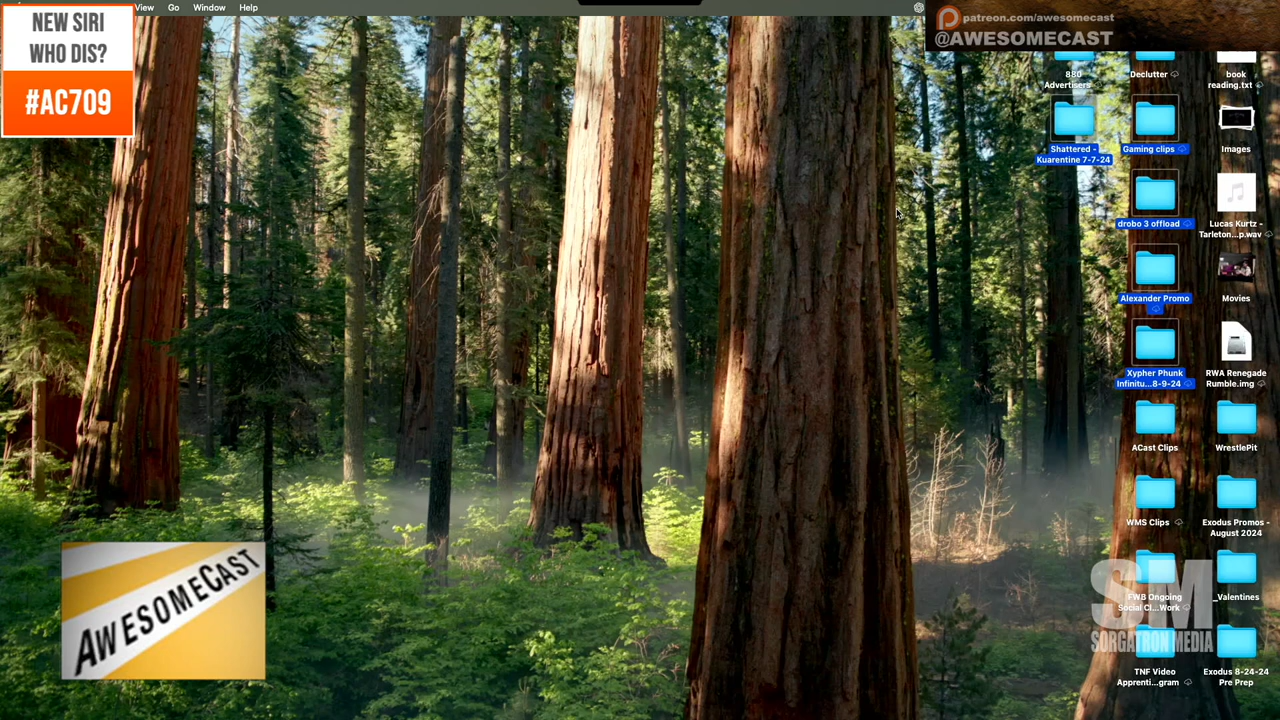 View Go Window Help
NEW SIRI
WHO DIS?
#AC709
patreon.com/awesomecast
@AWESOMECAST
880
Advertisers
Declutter
book
reading.txt
Shattered -
Kuarentine 7-7-24
Gaming clips
Images
drobo 3 offload
Lucas Kurtz -
Tarleton...p.wav
Alexander Promo
Movies
Xypher Phunk
Infinitu...8-9-24
RWA Renegade
Rumble.img
ACast Clips
WrestlePit
WMS Clips
Exodus Promos -
August 2024
FWB Ongoing
Social Cl...Work
_Valentines
TNF Video
Apprenti...gram
Exodus 8-24-24
Pre Prep
AWESOMECAST
SM
SORGATRON MEDIA